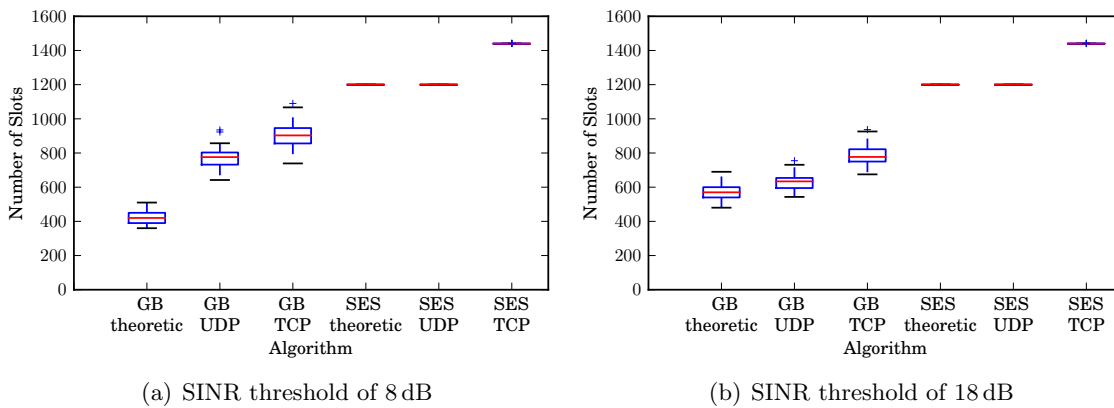 1600
1400
1200
1000
800
600
400
200
0
Number of Slots
GB theoretic
GB UDP
GB TCP
SES theoretic
SES UDP
SES TCP
Algorithm
(a) SINR threshold of 8 dB
1600
1400
1200
1000
800
600
400
200
0
Number of Slots
GB theoretic
GB UDP
GB TCP
SES theoretic
SES UDP
SES TCP
Algorithm
(b) SINR threshold of 18 dB